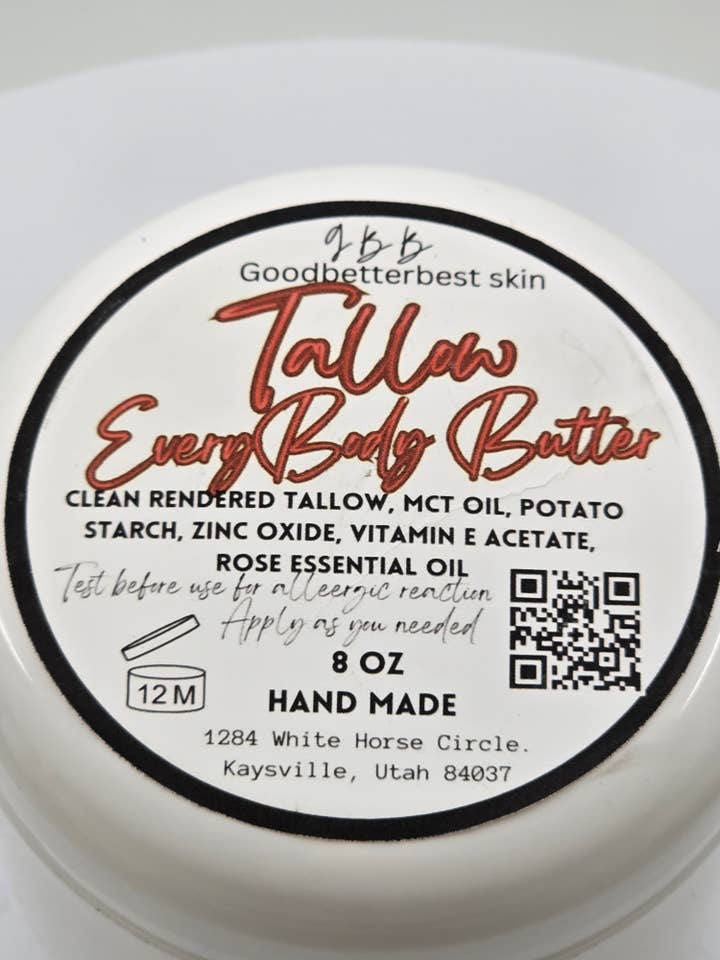 gBB
Goodbetterbest skin
Tallow
EveryBody Butter
CLEAN RENDERED TALLOW, MCT OIL, POTATO
STARCH, ZINC OXIDE, VITAMIN E ACETATE,
ROSE ESSENTIAL OIL
Test before use for alleergic reaction
Apply as you needed
8 OZ
12 M
HAND MADE
1284 White Horse Circle.
Kaysville, Utah 84037